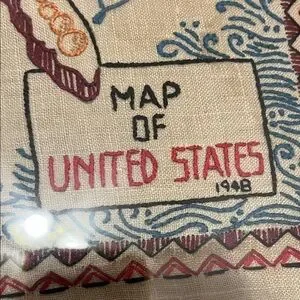 MAP
OF
UNITED STATES
1948